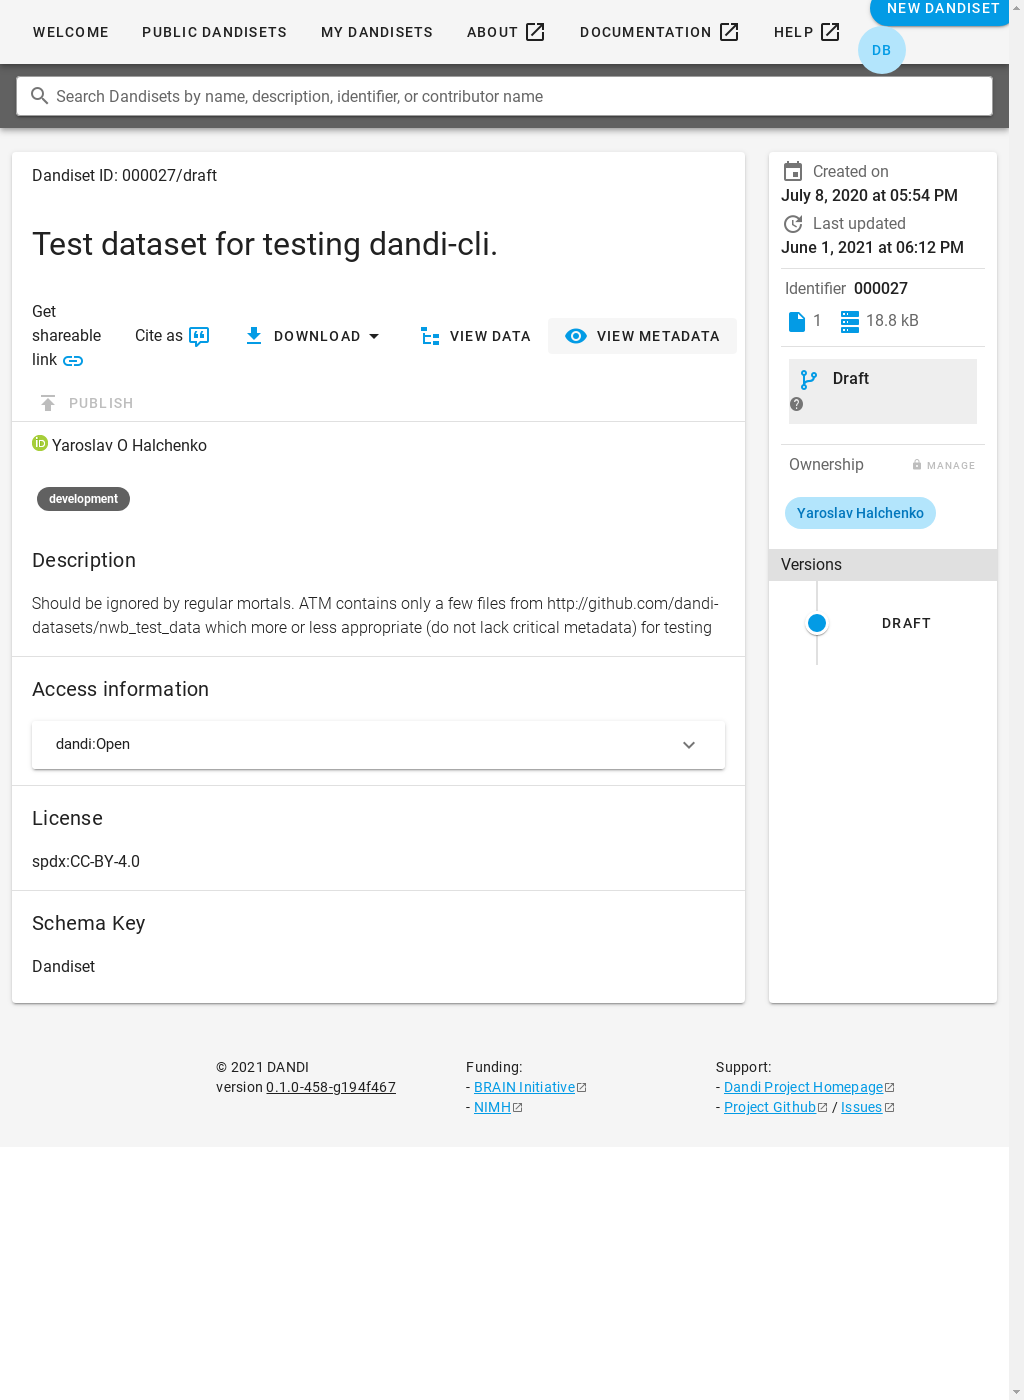 WELCOME PUBLIC DANDISETS MY DANDISETS ABOUT DOCUMENTATION HELP NEW DANDISET
DB
Search Dandisets by name, description, identifier, or contributor name
Dandiset ID: 000027/draft
Test dataset for testing dandi-cli.
Get
shareable
link
Cite as DOWNLOAD VIEW DATA VIEW METADATA
PUBLISH
iD Yaroslav O Halchenko
development
Description
Should be ignored by regular mortals. ATM contains only a few files from http://github.com/dandi-
datasets/nwb_test_data which more or less appropriate (do not lack critical metadata) for testing
Access information
dandi:Open
License
spdx:CC-BY-4.0
Schema Key
Dandiset
Created on
July 8, 2020 at 05:54 PM
Last updated
June 1, 2021 at 06:12 PM
Identifier 000027
1 18.8 kB
Draft
Ownership MANAGE
Yaroslav Halchenko
Versions
DRAFT
© 2021 DANDI
version 0.1.0-458-g194f467
Funding:
- BRAIN Initiative
- NIMH
Support:
- Dandi Project Homepage
- Project Github / Issues